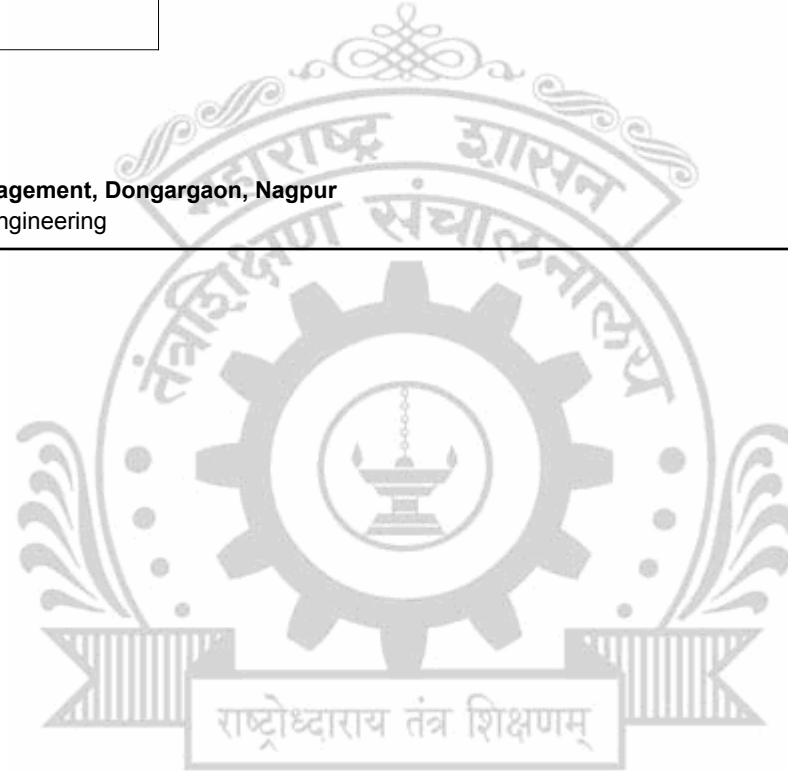 महाराष्ट्र शासन
agement, Dongargaon, Nagpur
ngineering
तंत्रशिक्षण संचालनालय
राष्ट्रोध्दाराय तंत्र शिक्षणम्